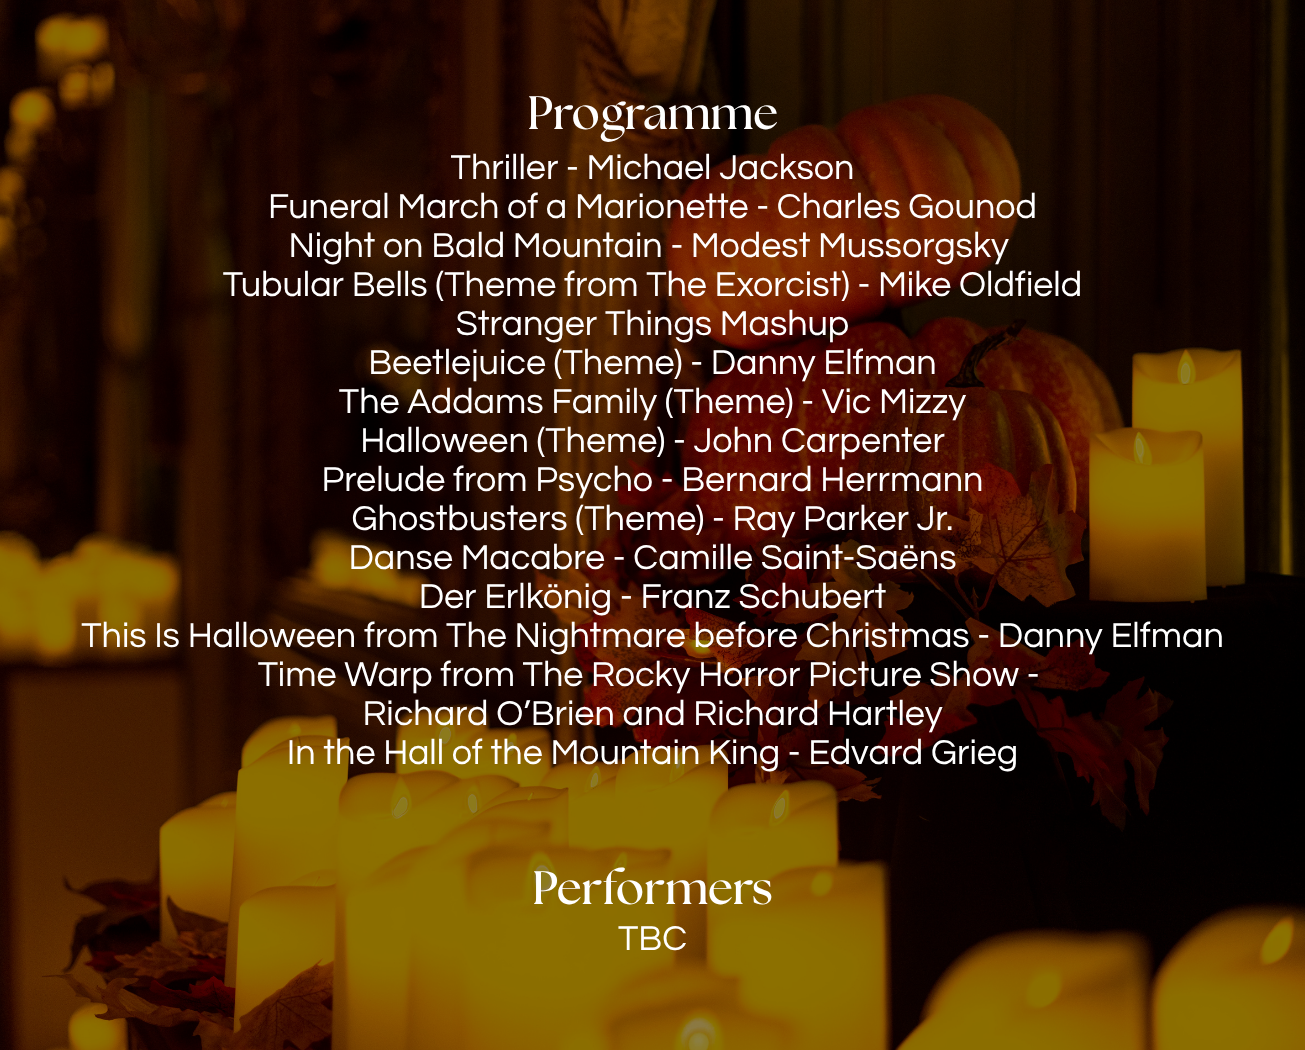 Programme
Thriller - Michael Jackson
Funeral March of a Marionette - Charles Gounod
Night on Bald Mountain - Modest Mussorgsky
Tubular Bells (Theme from The Exorcist) - Mike Oldfield
Stranger Things Mashup
Beetlejuice (Theme) - Danny Elfman
The Addams Family (Theme) - Vic Mizzy
Halloween (Theme) - John Carpenter
Prelude from Psycho - Bernard Herrmann
Ghostbusters (Theme) - Ray Parker Jr.
Danse Macabre - Camille Saint-Saëns
Der Erlkönig - Franz Schubert
This Is Halloween from The Nightmare before Christmas - Danny Elfman
Time Warp from The Rocky Horror Picture Show -
Richard O’Brien and Richard Hartley
In the Hall of the Mountain King - Edvard Grieg
Performers
TBC